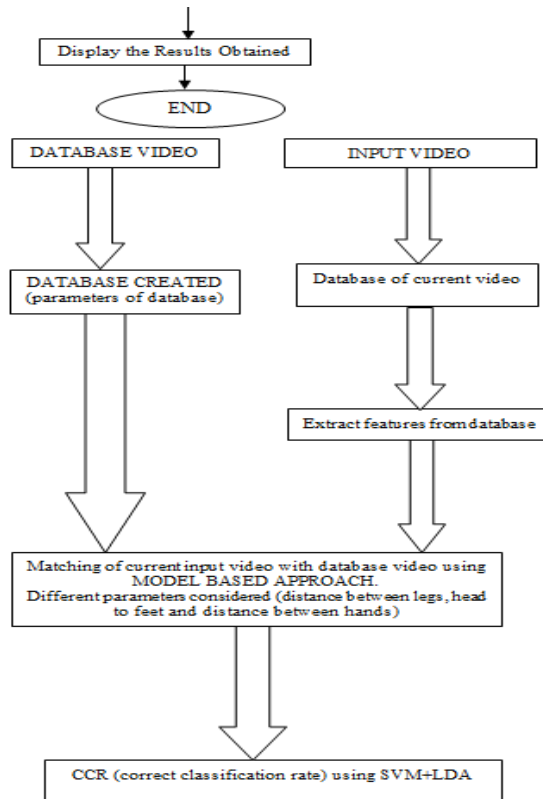 Display the Results Obtained
END
DATABASE VIDEO
INPUT VIDEO
DATABASE CREATED
(parameters of database)
Database of current video
Extract features from database
Matching of current input video with database video using
MODEL BASED APPROACH.
Different parameters considered (distance between legs, head
to feet and distance between hands)
CCR (correct classification rate) using SVM+LDA